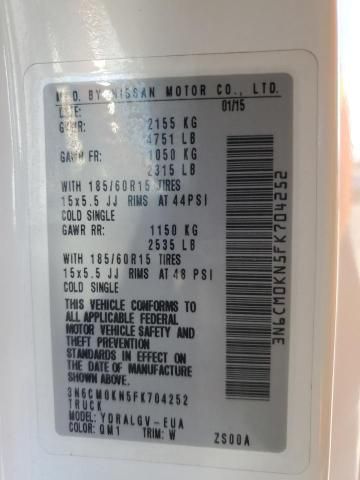 MFD. BY NISSAN MOTOR CO., LTD.
DATE: 01/15
GVWR: 2155 KG
4751 LB
GAWR FR: 1050 KG
2315 LB
WITH 185/60R15 TIRES
15x5.5 JJ RIMS AT 44PSI
COLD SINGLE
GAWR RR: 1150 KG
2535 LB
WITH 185/60R15 TIRES
15x5.5 JJ RIMS AT 48 PSI
COLD SINGLE
THIS VEHICLE CONFORMS TO
ALL APPLICABLE FEDERAL
MOTOR VEHICLE SAFETY AND
THEFT PREVENTION
STANDARDS IN EFFECT ON
THE DATE OF MANUFACTURE
SHOWN ABOVE.
3N6CM0KN5FK704252
TRUCK
MODEL: YDRALGV-EUA
COLOR: QM1 TRIM: W ZS00A
3N6CM0KN5FK704252